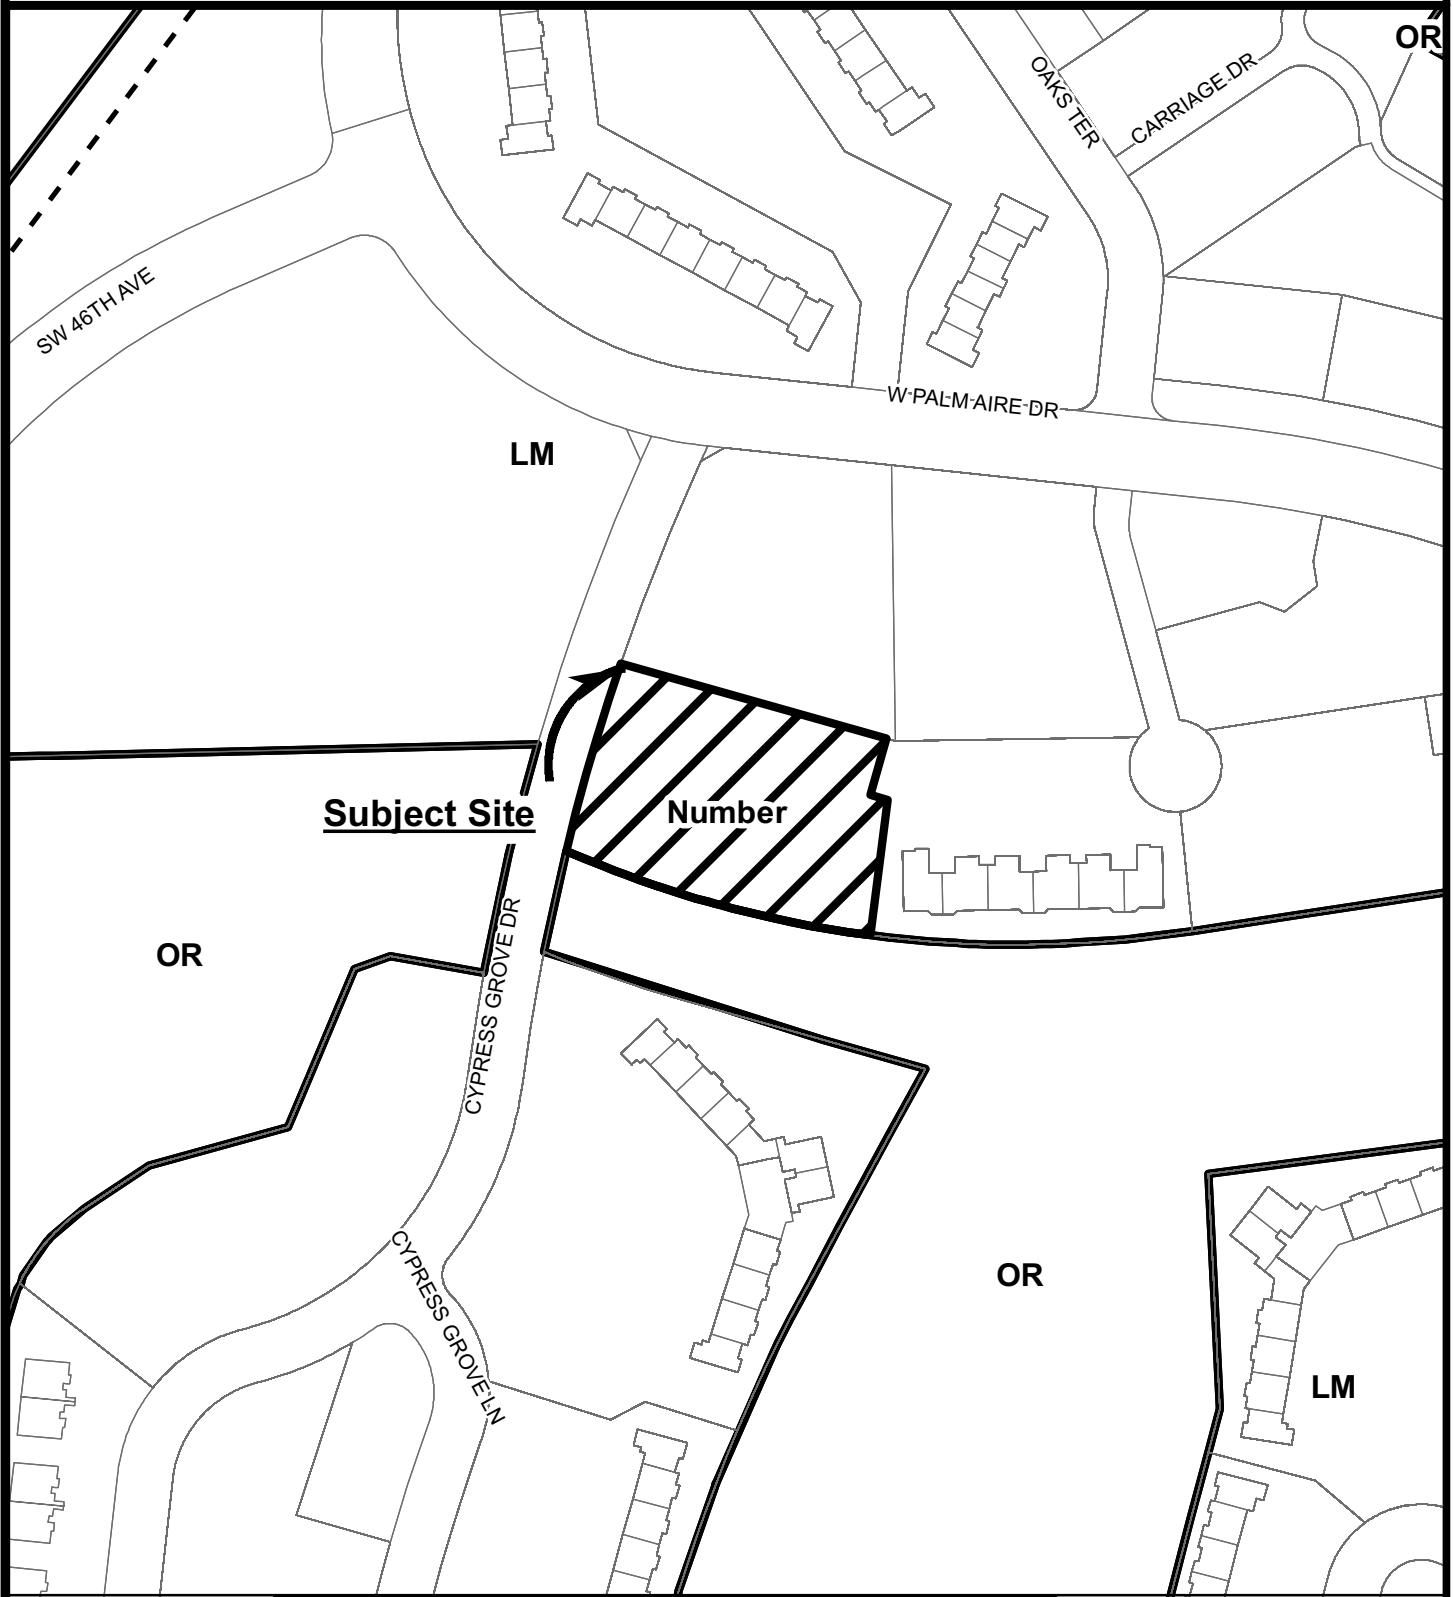 OR
OAKS TER
CARRIAGE DR
SW 46TH AVE
W PALM AIRE DR
LM
Subject Site
Number
OR
CYPRESS GROVE DR
CYPRESS GROVE LN
OR
LM